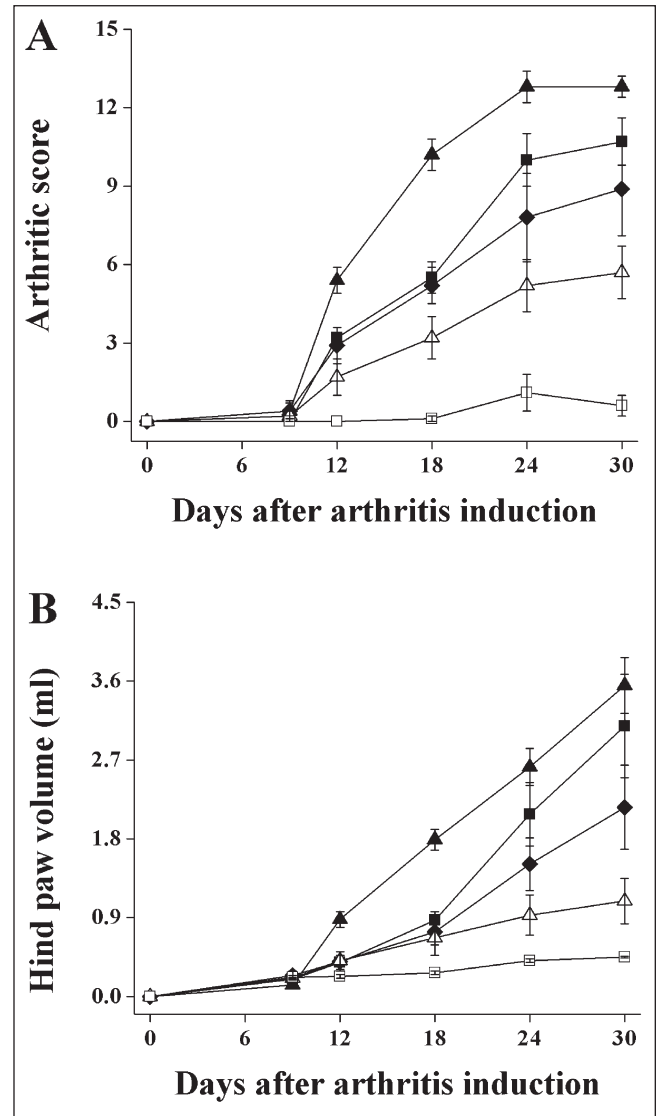 A
15
12
9
6
3
0
Arthritic score
0 6 12 18 24 30
Days after arthritis induction
B
4.5
3.6
2.7
1.8
0.9
0.0
Hind paw volume (ml)
0 6 12 18 24 30
Days after arthritis induction